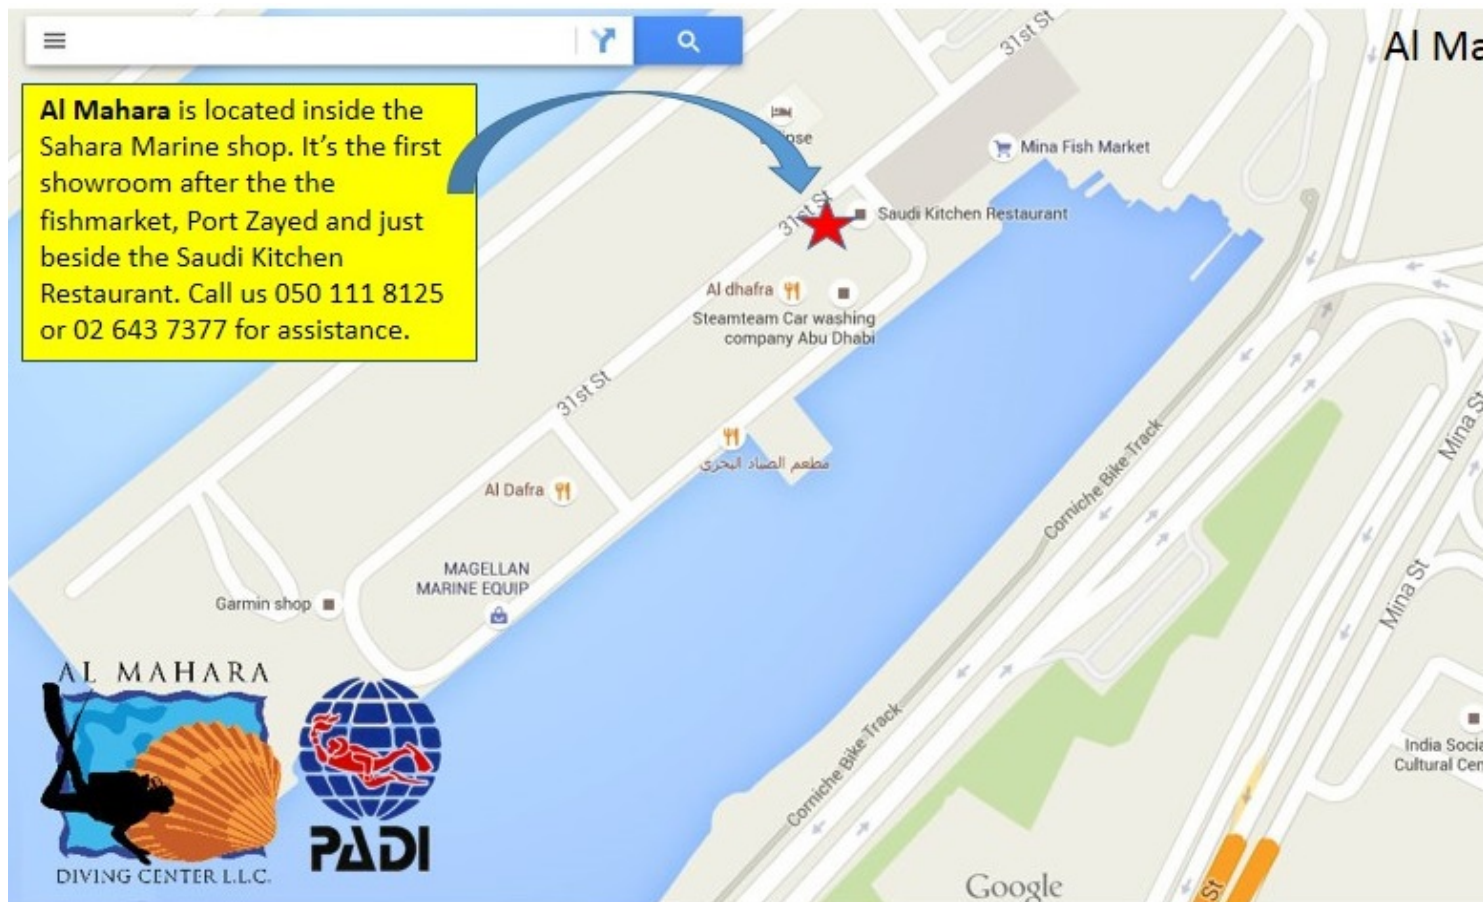 Al Ma
Al Mahara is located inside the
Sahara Marine shop. It's the first
showroom after the the
fishmarket, Port Zayed and just
beside the Saudi Kitchen
Restaurant. Call us 050 111 8125
or 02 643 7377 for assistance.
31st St
Mina Fish Market
31st St
Saudi Kitchen Restaurant
Al dhafra
Steamteam Car washing
company Abu Dhabi
31st St
مطعم الصياد البحري
Al Dafra
MAGELLAN
MARINE EQUIP
Garmin shop
Corniche Bike Track
Mina St
Mina St
Corniche Bike Track
India Socia
Cultural Cen
St
Google
AL MAHARA
DIVING CENTER L.L.C.
PADI